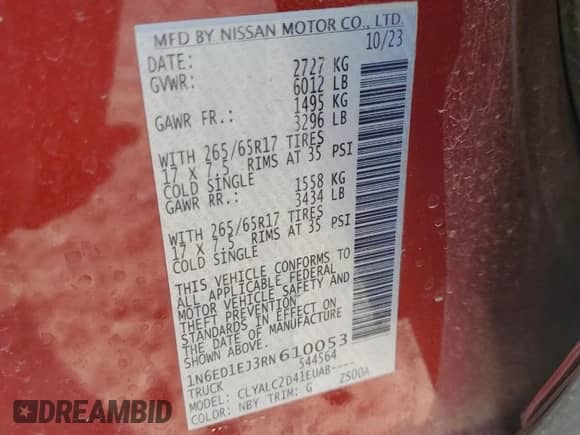 MFD BY NISSAN MOTOR CO., LTD.
DATE: 10/23
GVWR: 2727 KG
6012 LB
GAWR FR.: 1495 KG
3296 LB
WITH 265/65R17 TIRES
17 X 7.5 RIMS AT 35 PSI
COLD SINGLE
GAWR RR.: 1558 KG
3434 LB
WITH 265/65R17 TIRES
17 X 7.5 RIMS AT 35 PSI
COLD SINGLE
THIS VEHICLE CONFORMS TO
ALL APPLICABLE FEDERAL
MOTOR VEHICLE SAFETY AND
THEFT PREVENTION
STANDARDS IN EFFECT ON
THE DATE OF MANUFACTURE
SHOWN ABOVE.
1N6ED1EJ3RN610053
TRUCK 544564
MODEL: CLYALC2D41EUAB----
COLOR: NBY TRIM: G ZS00A
DREAMBID